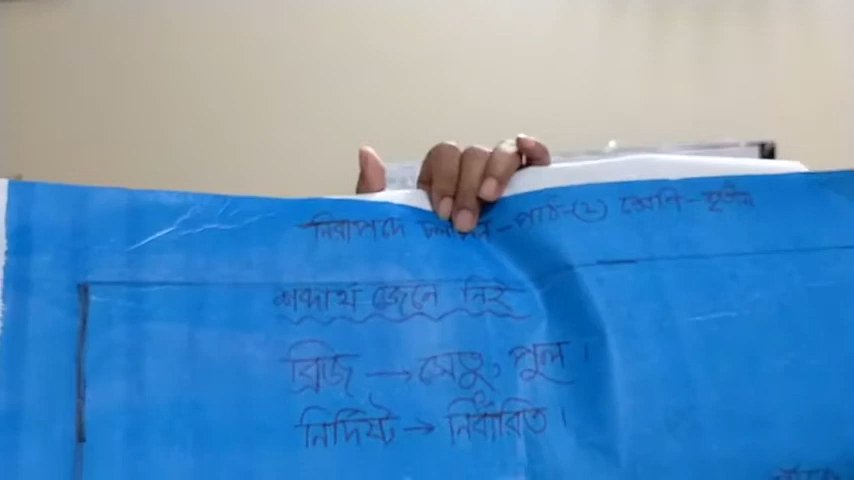 নিরাপদে চলাচল - পাঠ-(২) শ্রেণি - তৃতীয়
শব্দার্থ জেনে নিই
ব্রিজ → সেতু, পুল।
নির্দিষ্ট → নির্ধারিত।